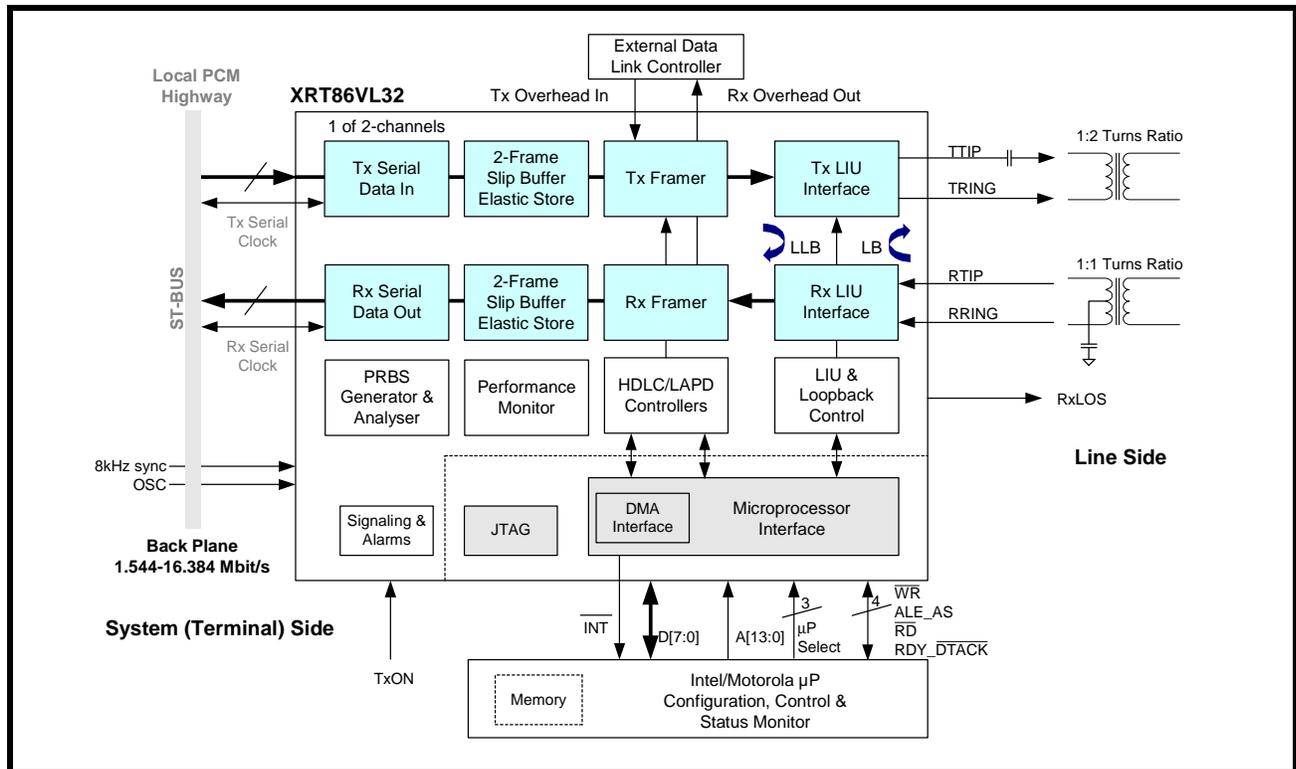 External Data
Link Controller
Local PCM
Highway
XRT86VL32
Tx Overhead In
Rx Overhead Out
1 of 2-channels
1:2 Turns Ratio
Tx Serial
Data In
2-Frame
Slip Buffer
Elastic Store
Tx Framer
Tx LIU
Interface
TTIP
TRING
Tx Serial
Clock
LLB
LB
ST-BUS
1:1 Turns Ratio
Rx Serial
Data Out
2-Frame
Slip Buffer
Elastic Store
Rx Framer
Rx LIU
Interface
RTIP
RRING
Rx Serial
Clock
PRBS
Generator &
Analyser
Performance
Monitor
HDLC/LAPD
Controllers
LIU &
Loopback
Control
RxLOS
Line Side
8kHz sync
OSC
Signaling &
Alarms
JTAG
DMA
Interface
Microprocessor
Interface
Back Plane
1.544-16.384 Mbit/s
System (Terminal) Side
TxON
INT
D[7:0]
A[13:0]
3
µP
Select
4
WR
ALE_AS
RD
RDY_DTACK
Memory
Intel/Motorola µP
Configuration, Control &
Status Monitor